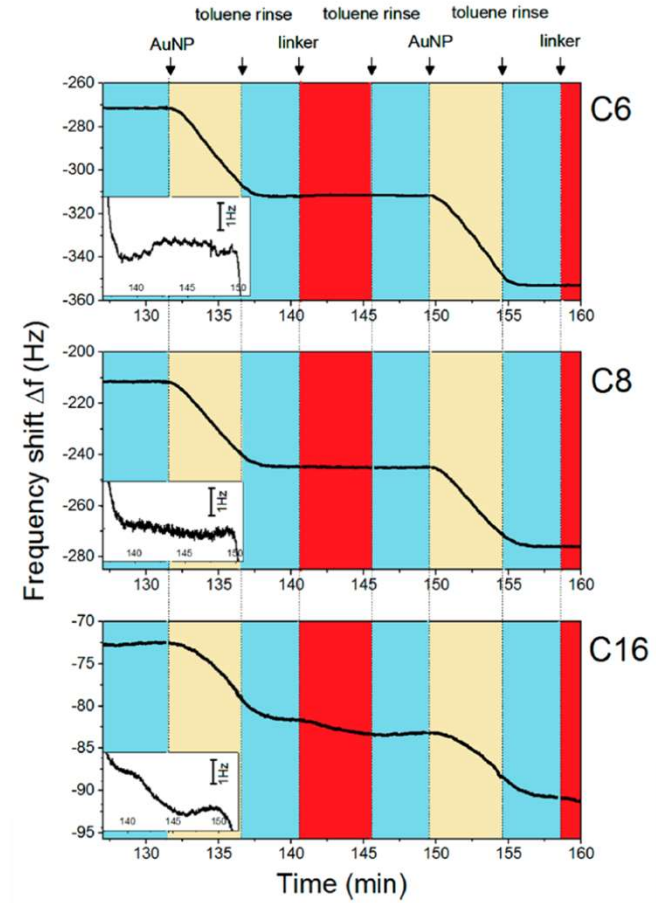 toluene rinse toluene rinse toluene rinse
AuNP linker AuNP linker
-260
-280
-300
-320
-340
-360
C6
1Hz
140 145 150
130 135 140 145 150 155 160
-200
-220
-240
-260
-280
C8
1Hz
140 145 150
130 135 140 145 150 155 160
-70
-75
-80
-85
-90
-95
C16
1Hz
140 145 150
130 135 140 145 150 155 160
Frequency shift Δf (Hz)
Time (min)